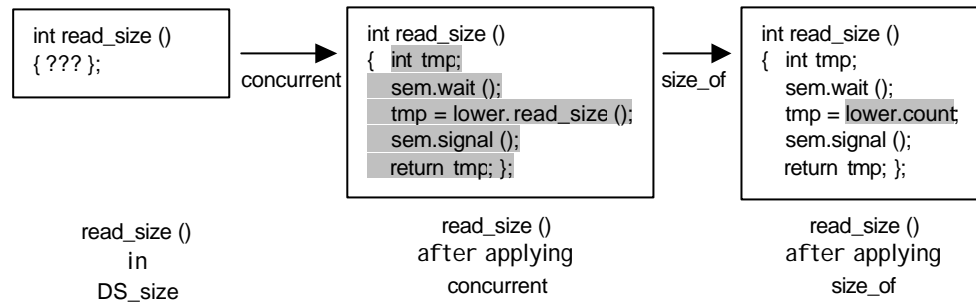 int read_size ()
{ ??? };
concurrent
int read_size ()
{ int tmp;
sem.wait ();
tmp = lower.read_size ();
sem.signal ();
return tmp; };
size_of
int read_size ()
{ int tmp;
sem.wait ();
tmp = lower.count;
sem.signal ();
return tmp; };
read_size ()
in
DS_size
read_size ()
after applying
concurrent
read_size ()
after applying
size_of